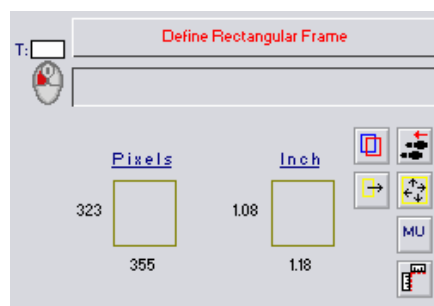 Define Rectangular Frame
T:
Pixels Inch
323 1.08
355 1.18
MU